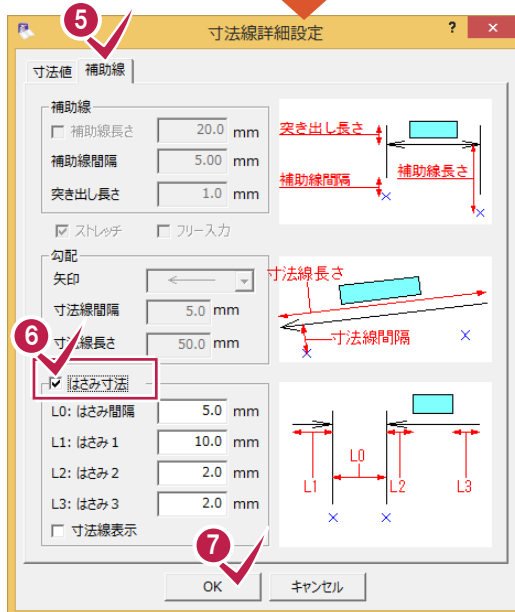 5
寸法線詳細設定 ? ×
寸法値 補助線
補助線
補助線長さ 20.0 mm
補助線間隔 5.00 mm
突き出し長さ 1.0 mm
突き出し長さ
補助線間隔
補助線長さ
ストレッチ フリー入力
勾配
矢印
寸法線間隔 5.0 mm
寸法線長さ 50.0 mm
寸法線長さ
寸法線間隔
6
はさみ寸法
L0: はさみ間隔 5.0 mm
L1: はさみ1 10.0 mm
L2: はさみ2 2.0 mm
L3: はさみ3 2.0 mm
寸法線表示
L0
L1 L2 L3
7
OK キャンセル